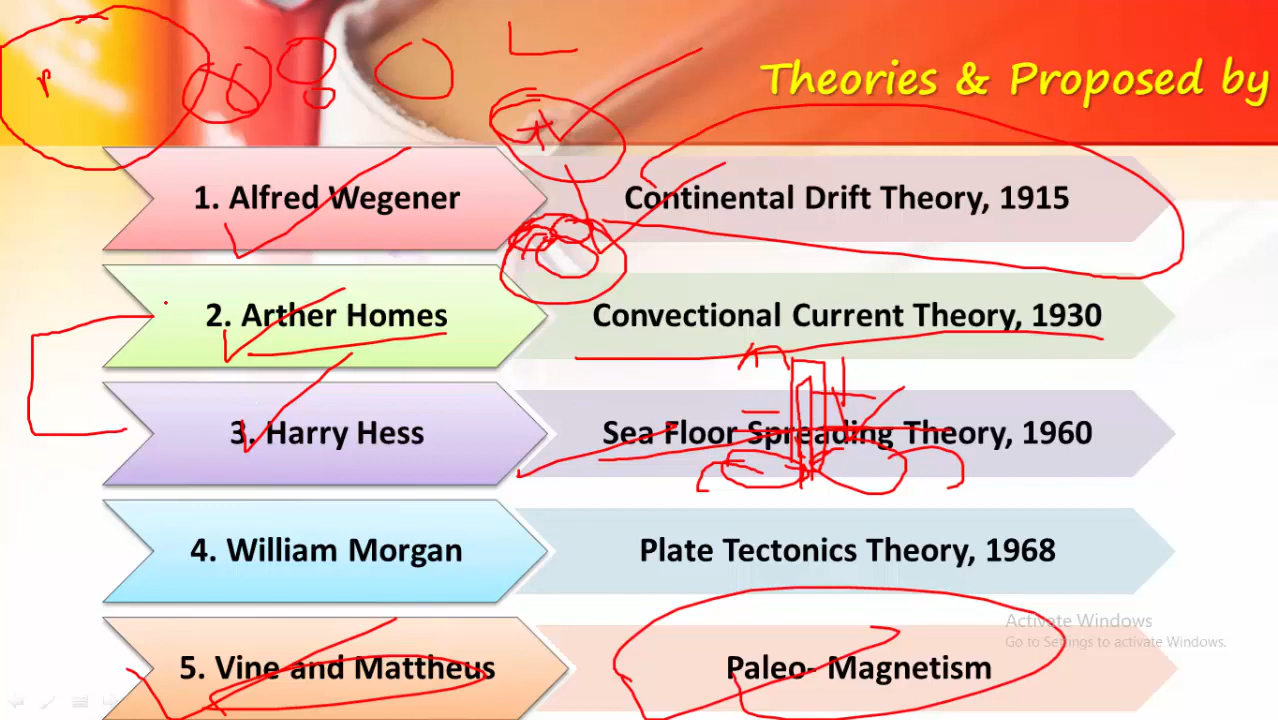 Theories & Proposed by
1. Alfred Wegener
Continental Drift Theory, 1915
2. Arther Homes
Convectional Current Theory, 1930
3. Harry Hess
Sea Floor Spreading Theory, 1960
4. William Morgan
Plate Tectonics Theory, 1968
5. Vine and Mattheus
Paleo- Magnetism
Activate Windows
Go to Settings to activate Windows.